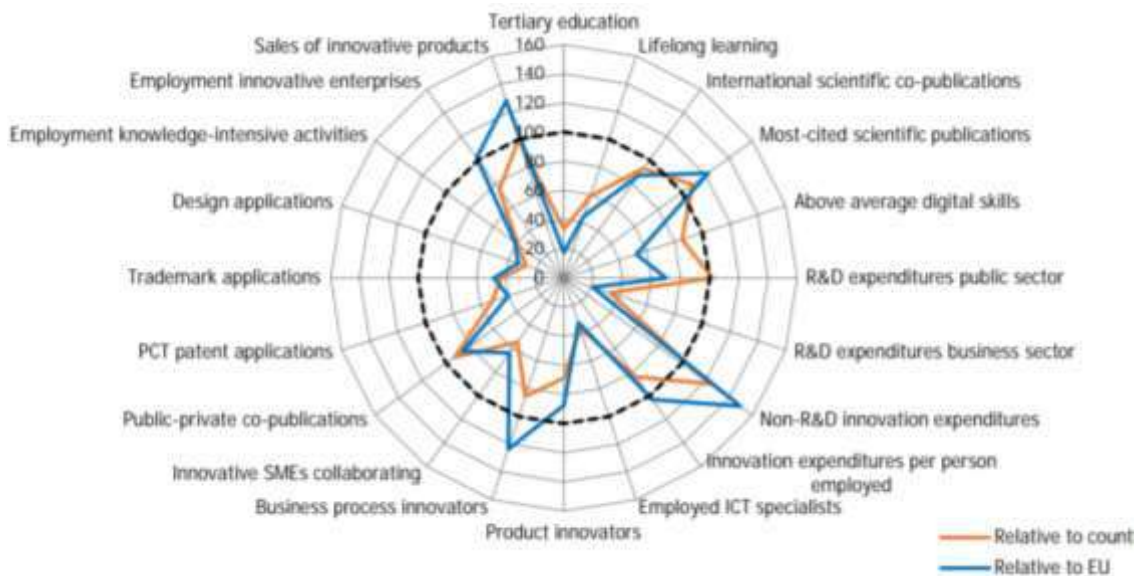 Tertiary education
Sales of innovative products
Lifelong learning
Employment innovative enterprises
International scientific co-publications
Employment knowledge-intensive activities
Most-cited scientific publications
Design applications
Above average digital skills
Trademark applications
R&D expenditures public sector
PCT patent applications
R&D expenditures business sector
Public-private co-publications
Non-R&D innovation expenditures
Innovative SMEs collaborating
Innovation expenditures per person
employed
Business process innovators
Employed ICT specialists
Product innovators
160
140
120
100
80
60
40
20
0
Relative to count
Relative to EU